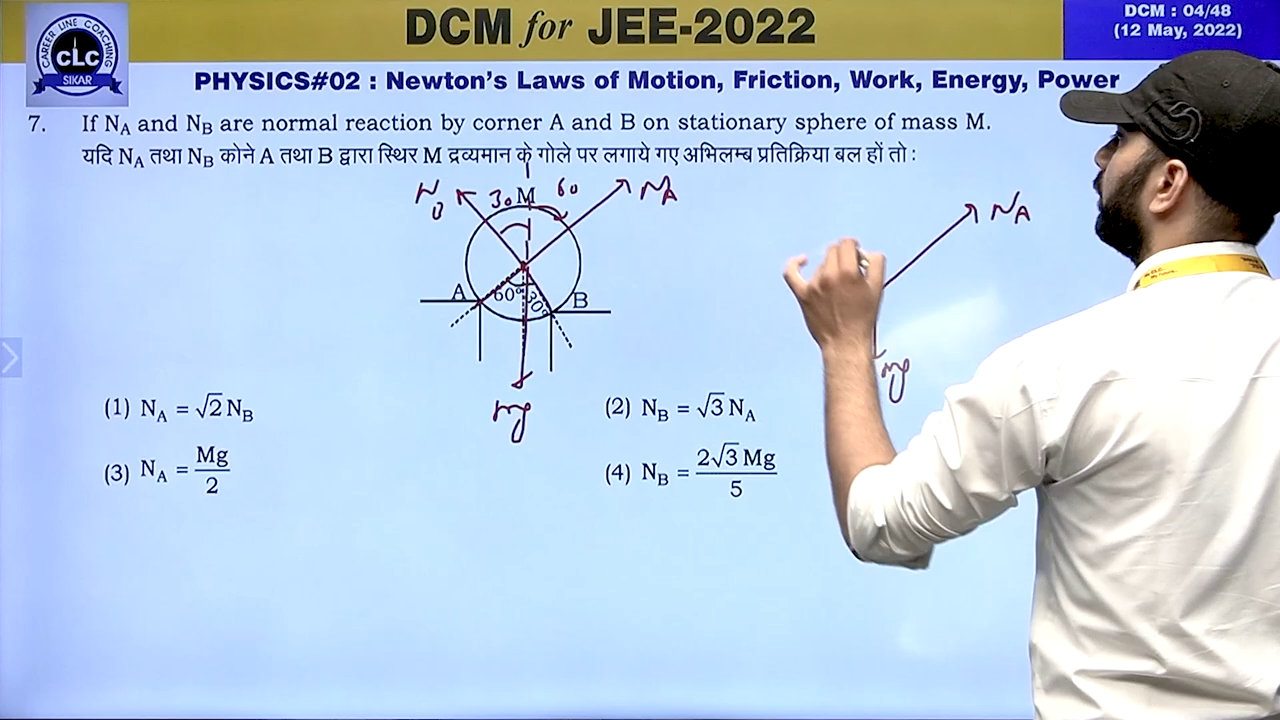 DCM for JEE-2022
DCM : 04/48
(12 May, 2022)
CAREER LINE COACHING
CLC
SIKAR
PHYSICS#02 : Newton's Laws of Motion, Friction, Work, Energy, Power
7. If N_A and N_B are normal reaction by corner A and B on stationary sphere of mass M.
यदि N_A तथा N_B कोने A तथा B द्वारा स्थिर M द्रव्यमान के गोले पर लगाये गए अभिलम्ब प्रतिक्रिया बल हों तो :
N_B 30 M 60 N_A
N_A
A 60° 30° B
mg
mg
(1) N_A = √2 N_B
(2) N_B = √3 N_A
(3) N_A = Mg/2
(4) N_B = 2√3 Mg/5